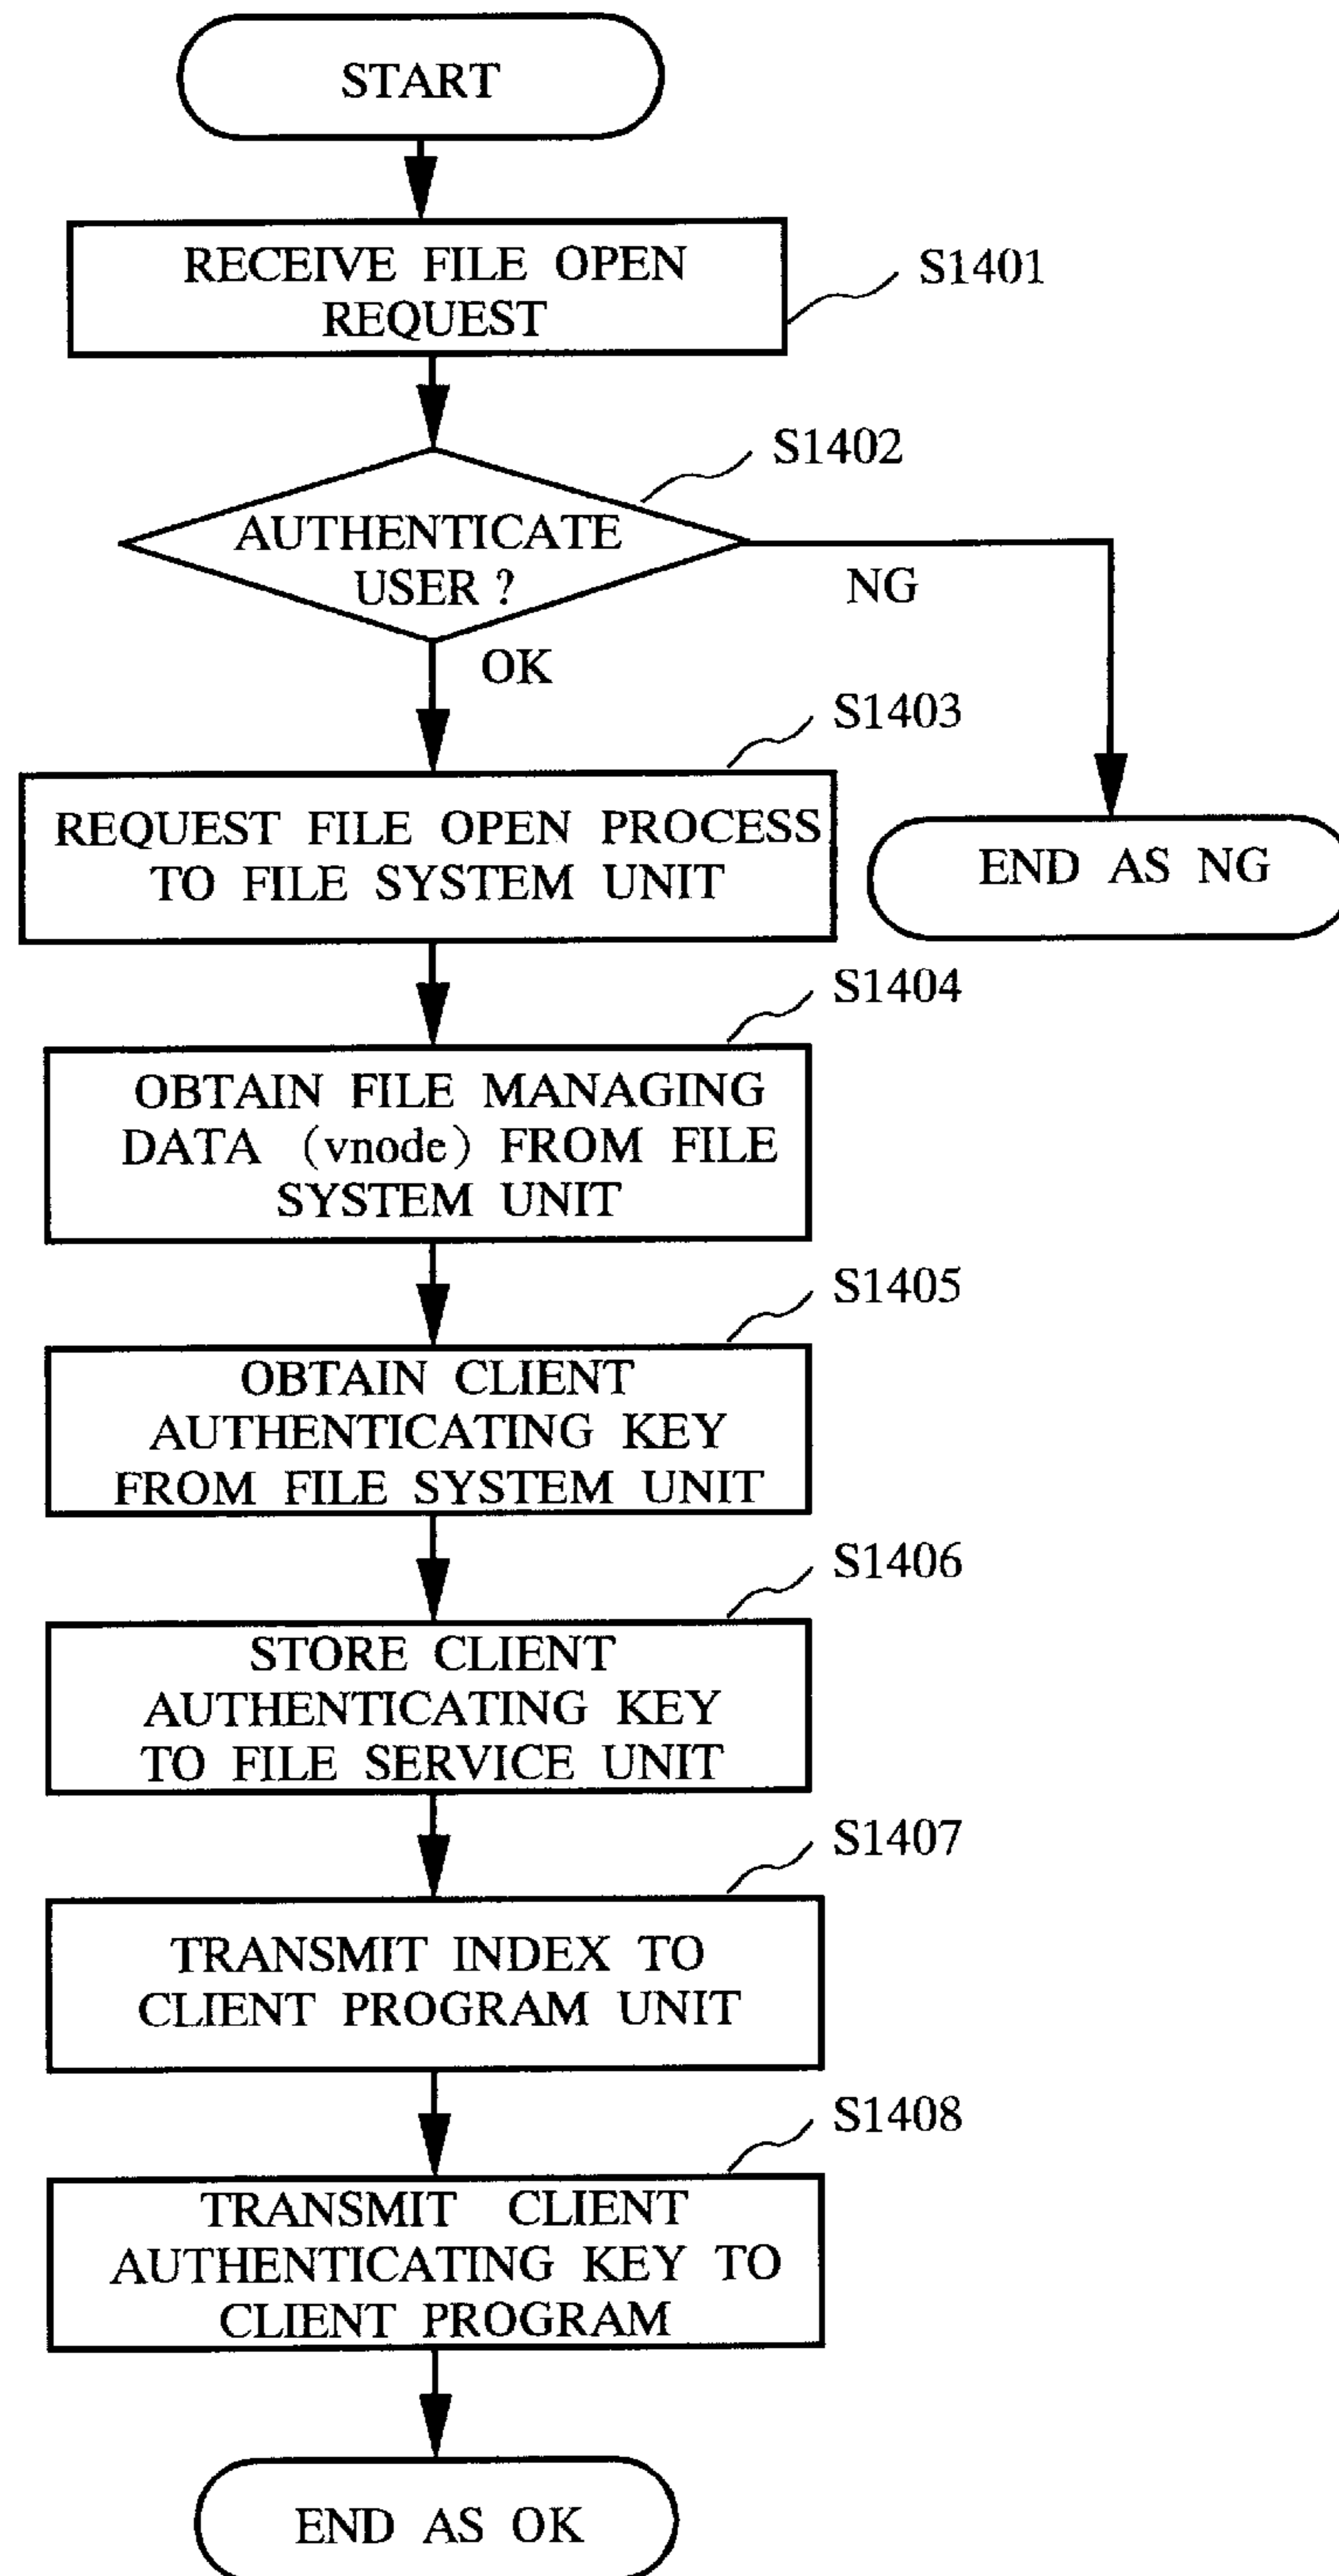 START
RECEIVE FILE OPEN
REQUEST
S1401
S1402
AUTHENTICATE
USER ?
NG
OK
S1403
REQUEST FILE OPEN PROCESS
TO FILE SYSTEM UNIT
END AS NG
S1404
OBTAIN FILE MANAGING
DATA (vnode) FROM FILE
SYSTEM UNIT
S1405
OBTAIN CLIENT
AUTHENTICATING KEY
FROM FILE SYSTEM UNIT
S1406
STORE CLIENT
AUTHENTICATING KEY
TO FILE SERVICE UNIT
S1407
TRANSMIT INDEX TO
CLIENT PROGRAM UNIT
S1408
TRANSMIT CLIENT
AUTHENTICATING KEY TO
CLIENT PROGRAM
END AS OK